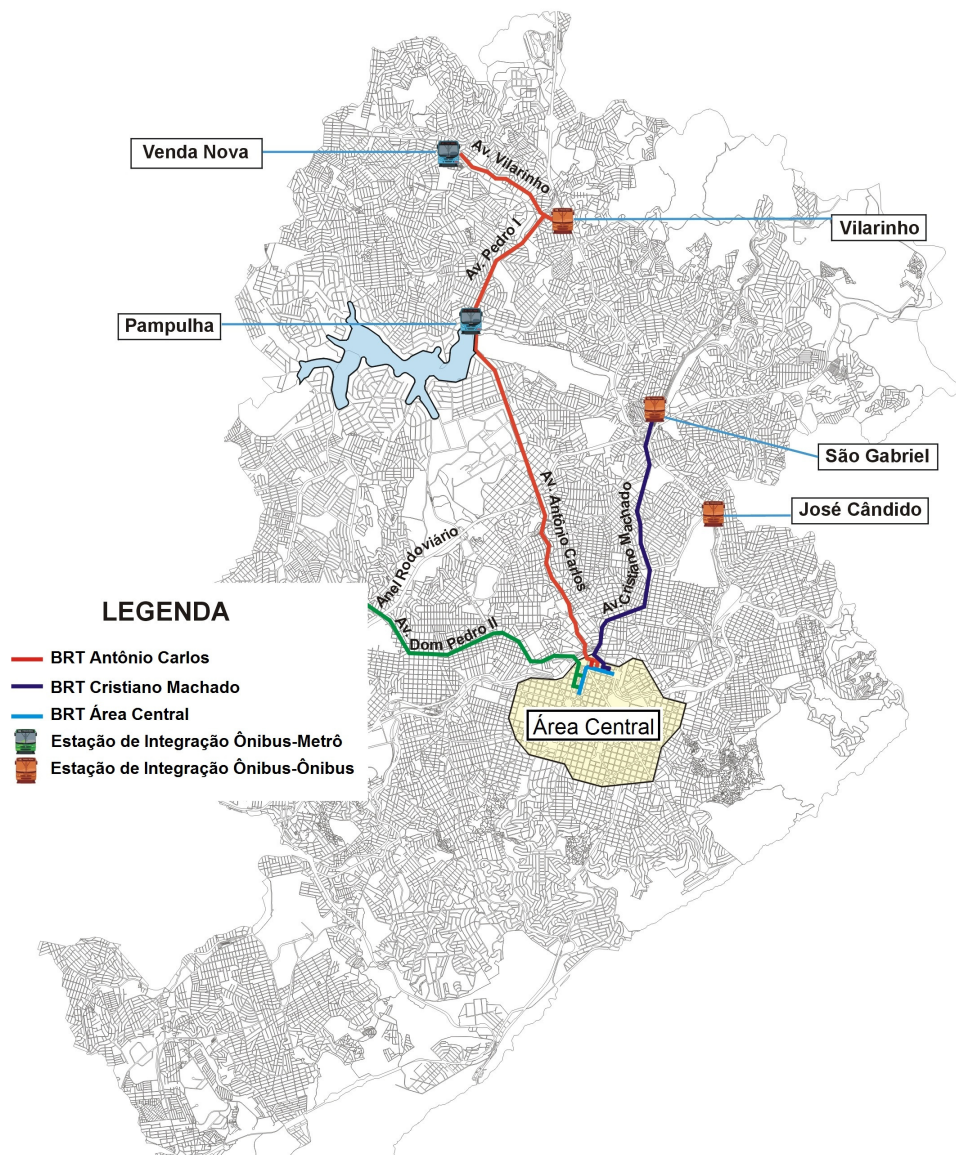 Venda Nova
Av. Vilarinho
Vilarinho
Av. Pedro I
Pampulha
São Gabriel
José Cândido
Av. Antônio Carlos
Av. Cristiano Machado
Anel Rodoviário
Av. Dom Pedro II
Área Central
LEGENDA
BRT Antônio Carlos
BRT Cristiano Machado
BRT Área Central
Estação de Integração Ônibus-Metrô
Estação de Integração Ônibus-Ônibus